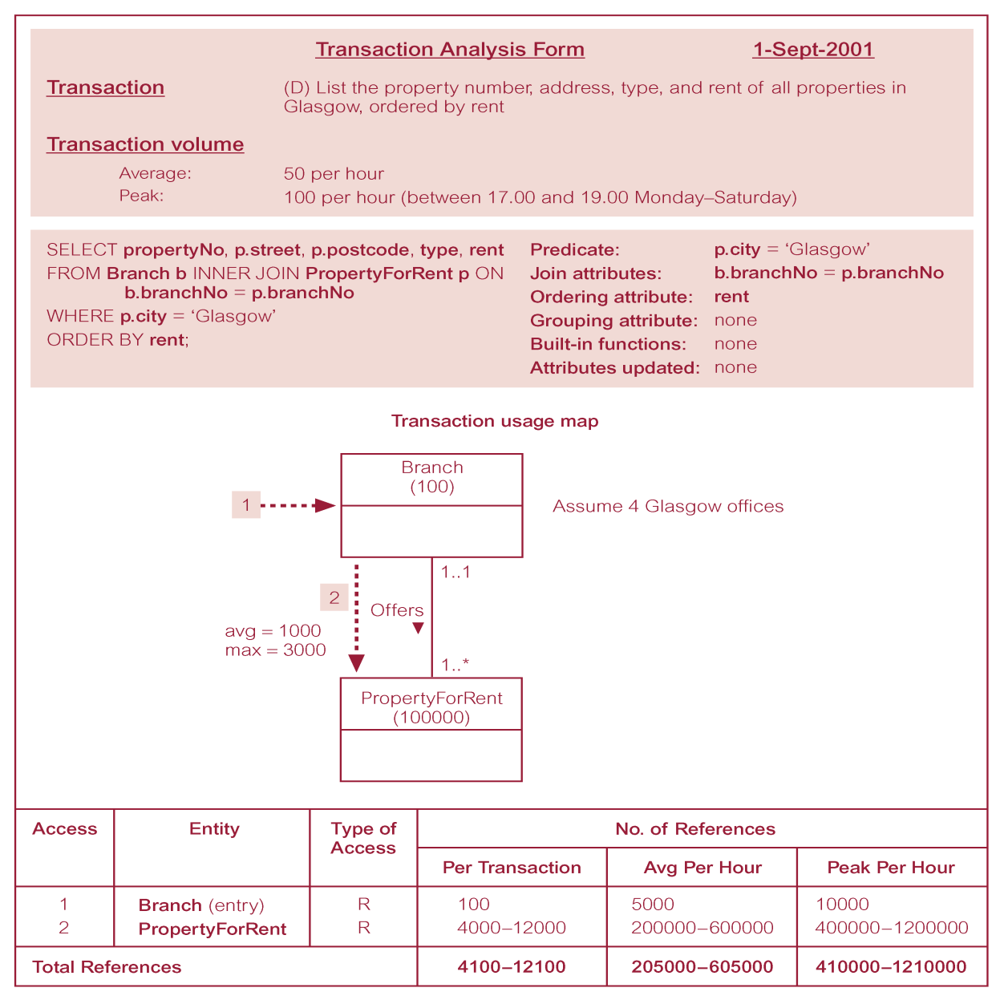 Transaction Analysis Form 1-Sept-2001
Transaction (D) List the property number, address, type, and rent of all properties in
Glasgow, ordered by rent
Transaction volume
Average: 50 per hour
Peak: 100 per hour (between 17.00 and 19.00 Monday–Saturday)
SELECT propertyNo, p.street, p.postcode, type, rent
FROM Branch b INNER JOIN PropertyForRent p ON
b.branchNo = p.branchNo
WHERE p.city = ‘Glasgow’
ORDER BY rent;
Predicate: p.city = ‘Glasgow’
Join attributes: b.branchNo = p.branchNo
Ordering attribute: rent
Grouping attribute: none
Built-in functions: none
Attributes updated: none
Transaction usage map
Branch
(100)
1
Assume 4 Glasgow offices
1..1
2
Offers
avg = 1000
max = 3000
1..*
PropertyForRent
(100000)
Access Entity Type of No. of References
Access
Per Transaction Avg Per Hour Peak Per Hour
1 Branch (entry) R 100 5000 10000
2 PropertyForRent R 4000–12000 200000–600000 400000–1200000
Total References 4100–12100 205000–605000 410000–1210000